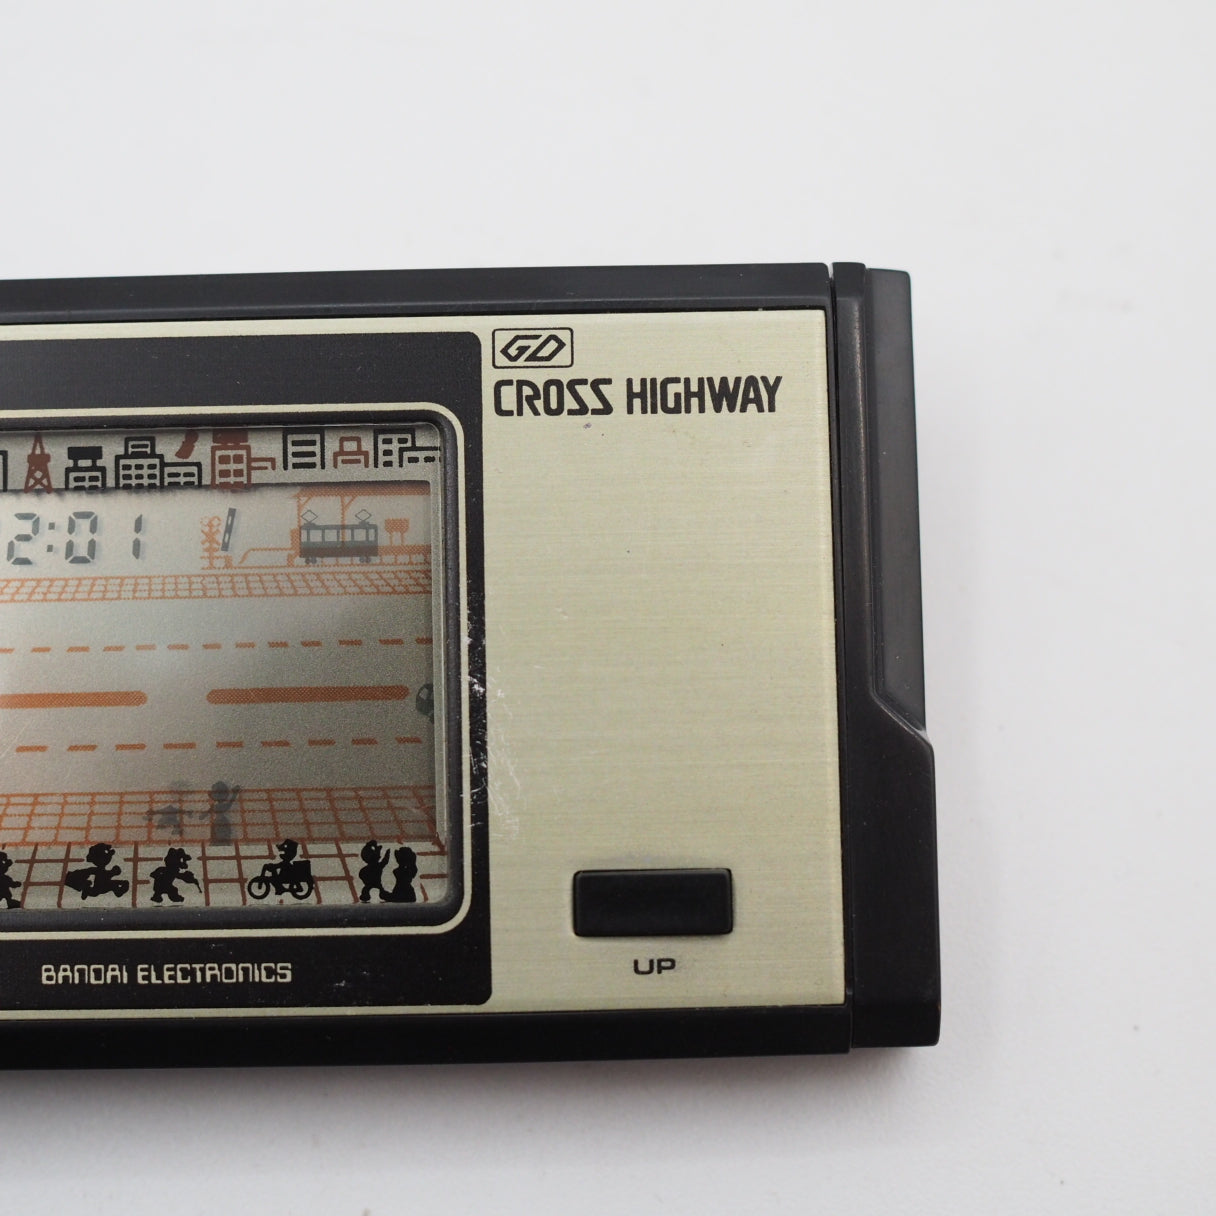 GD
CROSS HIGHWAY
2:01
BANDAI ELECTRONICS
UP